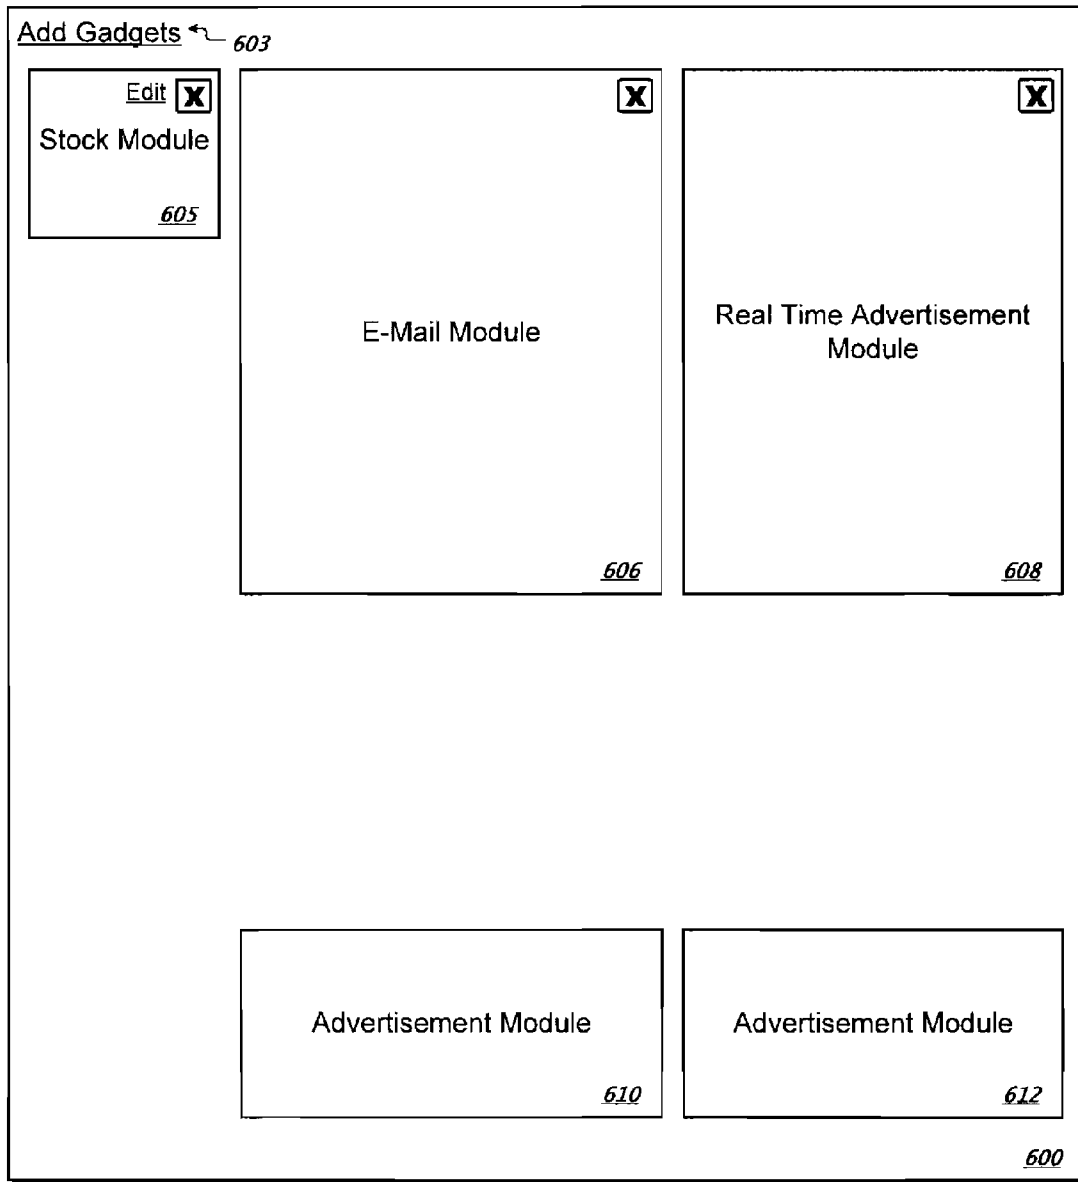 Add Gadgets 603
Edit X
Stock Module
605
X
E-Mail Module
606
X
Real Time Advertisement
Module
608
Advertisement Module
610
Advertisement Module
612
600